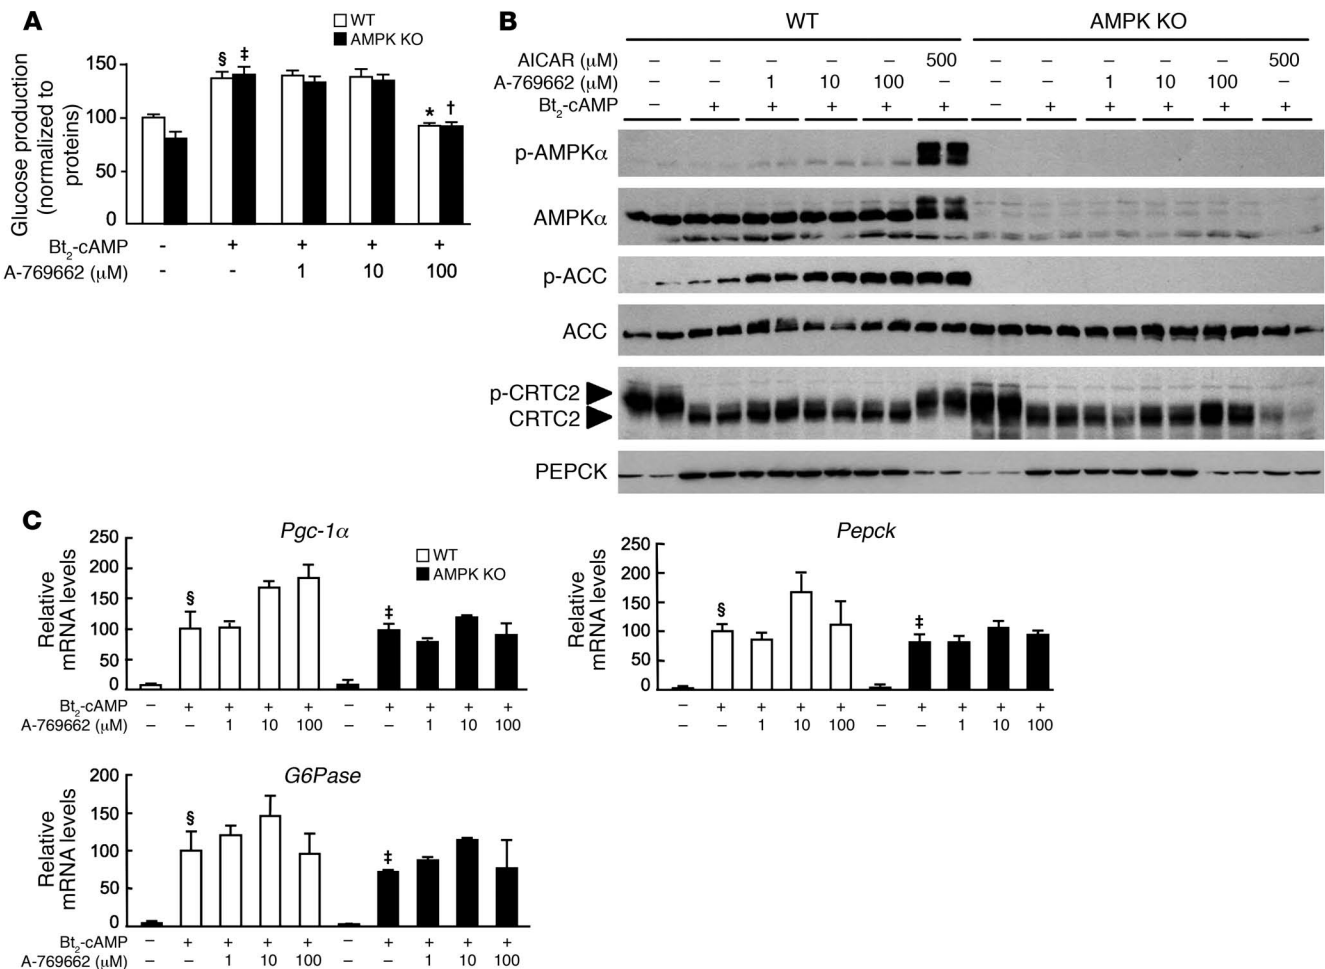 A
WT
AMPK KO
Glucose production
(normalized to
proteins)
150
100
50
0
§ ‡ * †
Bt2-cAMP - + + + +
A-769662 (μM) - - 1 10 100
B
WT AMPK KO
AICAR (μM) – – – – – 500 – – – – – 500
A-769662 (μM) – – 1 10 100 – – – 1 10 100 –
Bt2-cAMP – + + + + + – + + + + +
p-AMPKα
AMPKα
p-ACC
ACC
p-CRTC2
CRTC2
PEPCK
C
Pgc-1α
WT
AMPK KO
Relative
mRNA levels
250
200
150
100
50
0
§ ‡
Bt2-cAMP – + + + + – + + + +
A-769662 (μM) – – 1 10 100 – – 1 10 100
Pepck
Relative
mRNA levels
250
200
150
100
50
0
§ ‡
– + + + + – + + + +
– – 1 10 100 – – 1 10 100
G6Pase
Relative
mRNA levels
200
150
100
50
0
§ ‡
Bt2-cAMP – + + + + – + + + +
A-769662 (μM) – – 1 10 100 – – 1 10 100